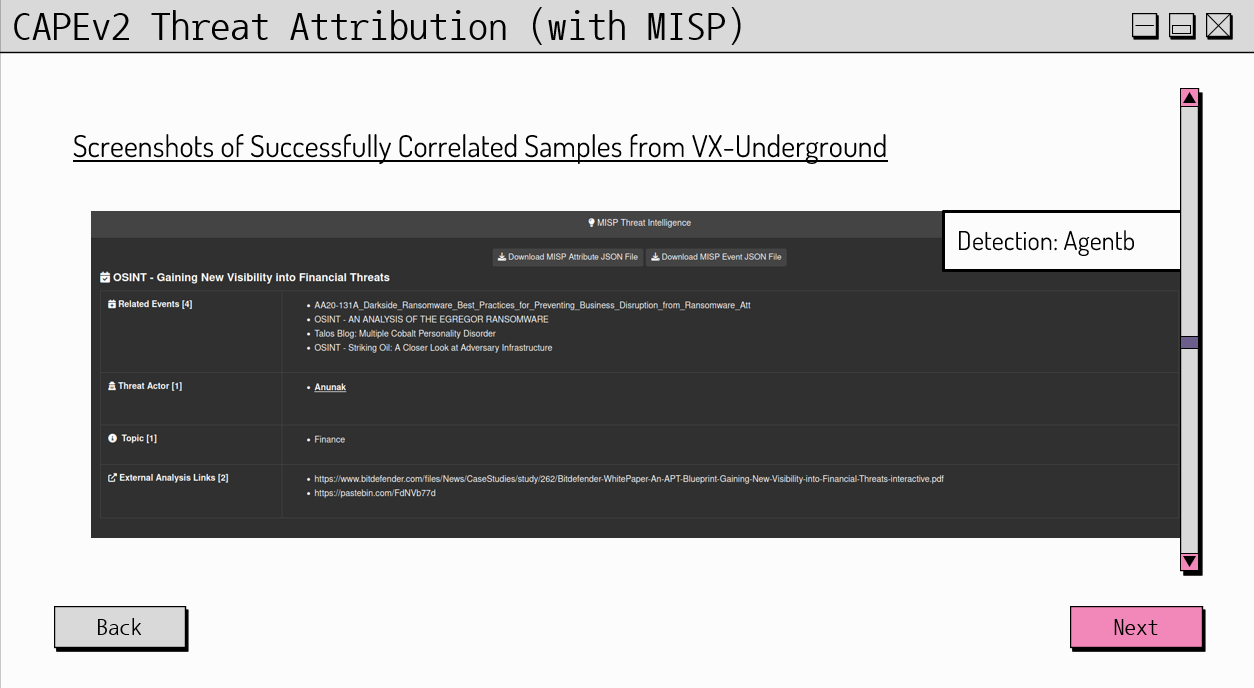 CAPEv2 Threat Attribution (with MISP)
Screenshots of Successfully Correlated Samples from VX-Underground
MISP Threat Intelligence
Detection: Agentb
Download MISP Attribute JSON File
Download MISP Event JSON File
OSINT - Gaining New Visibility into Financial Threats
Related Events [4]
• AA20-131A_Darkside_Ransomware_Best_Practices_for_Preventing_Business_Disruption_from_Ransomware_Att
• OSINT - AN ANALYSIS OF THE EGREGOR RANSOMWARE
• Talos Blog: Multiple Cobalt Personality Disorder
• OSINT - Striking Oil: A Closer Look at Adversary Infrastructure
Threat Actor [1]
• Anunak
Topic [1]
• Finance
External Analysis Links [2]
• https://www.bitdefender.com/files/News/CaseStudies/study/262/Bitdefender-WhitePaper-An-APT-Blueprint-Gaining-New-Visibility-into-Financial-Threats-interactive.pdf
• https://pastebin.com/FdNVb77d
Back
Next